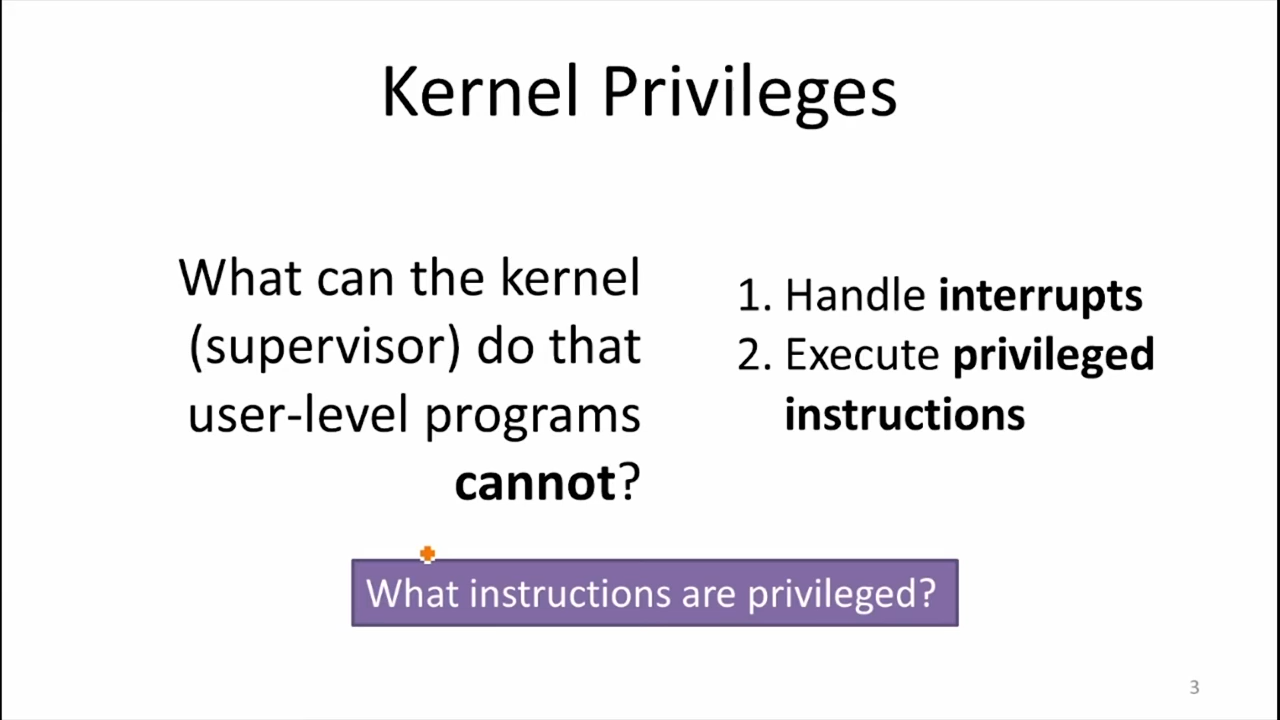 Kernel Privileges
What can the kernel
(supervisor) do that
user-level programs
cannot?
1. Handle interrupts
2. Execute privileged
instructions
What instructions are privileged?
3